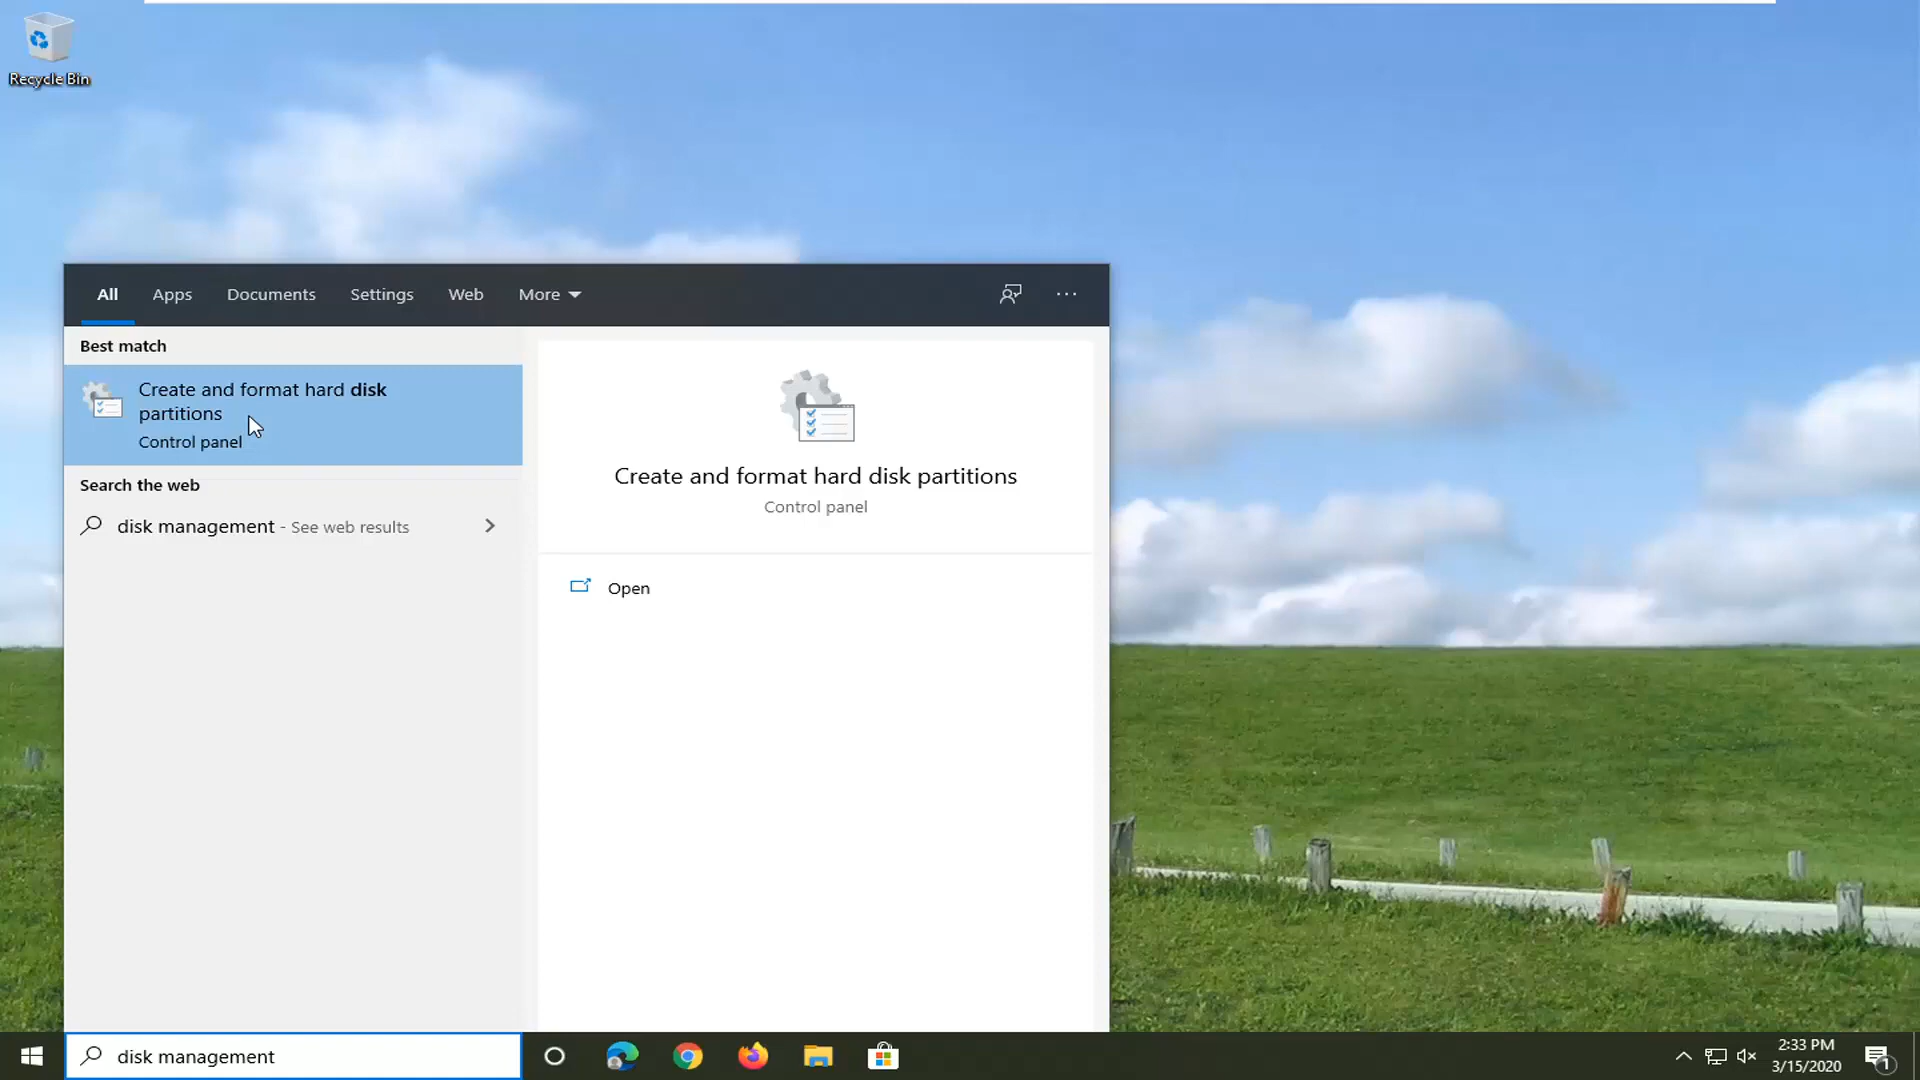 Recycle Bin
All Apps Documents Settings Web More
Best match
Create and format hard disk
partitions
Control panel
Search the web
disk management - See web results
Create and format hard disk partitions
Control panel
Open
disk management
2:33 PM
3/15/2020
1